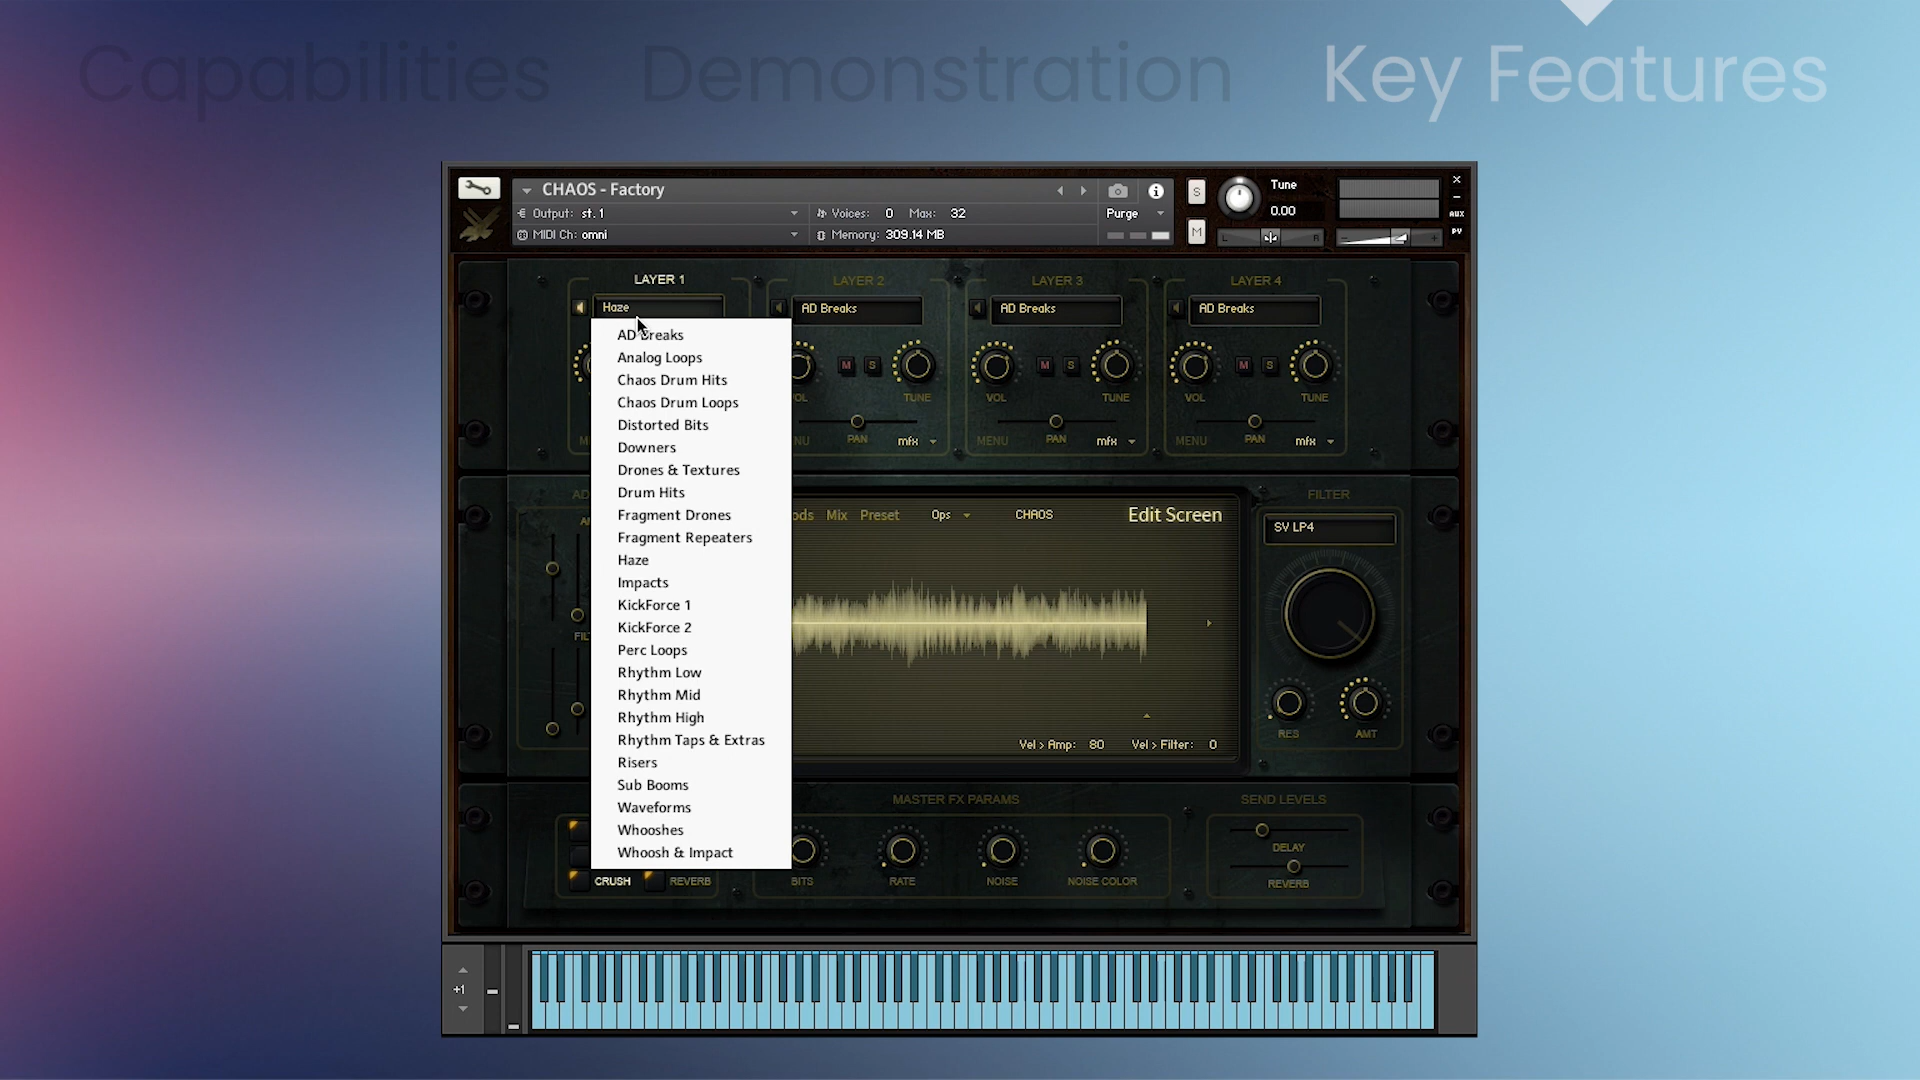 Capabilities
Demonstration
Key Features
CHAOS - Factory
Output: st. 1
Voices: 0 Max: 32
Purge
MIDI Ch: omni
Memory: 309.14 MB
S
M
Tune
0.00
L R
AUX
PV
LAYER 1
Haze
LAYER 2
AD Breaks
LAYER 3
AD Breaks
LAYER 4
AD Breaks
AD Breaks
Analog Loops
Chaos Drum Hits
Chaos Drum Loops
Distorted Bits
Downers
Drones & Textures
Drum Hits
Fragment Drones
Fragment Repeaters
Haze
Impacts
KickForce 1
KickForce 2
Perc Loops
Rhythm Low
Rhythm Mid
Rhythm High
Rhythm Taps & Extras
Risers
Sub Booms
Waveforms
Whooshes
Whoosh & Impact
M S
TUNE
PAN
mfx
VOL
M S
TUNE
MENU
PAN
mfx
VOL
M S
TUNE
MENU
PAN
mfx
Mix Preset Ops CHAOS Edit Screen
Vel > Amp: 80 Vel > Filter: 0
FILTER
SV LP4
RES
AMT
MASTER FX PARAMS
CRUSH
REVERB
BITS
RATE
NOISE
NOISE COLOR
SEND LEVELS
DELAY
REVERB
+1